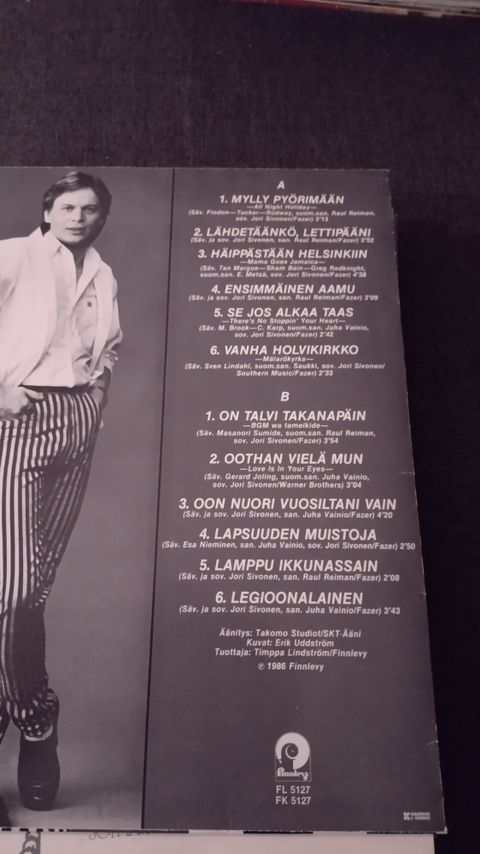 A
1. MYLLY PYÖRIMÄÄN
—All Night Holiday—
(Säv. Findon—Tucker—Rodway, suom.san. Raul Reiman,
sov. Jori Sivonen/Fazer) 3'13
2. LÄHDETÄÄNKÖ, LETTIPÄÄNI
(Säv. ja sov. Jori Sivonen, san. Raul Reiman/Fazer) 3'52
3. HÄIPPÄSTÄÄN HELSINKIIN
—Mama Goes Jamaica—
(Säv. Ten Margue—Sham Bain—Greg Redknight,
suom.san. E. Metsä, sov. Jori Sivonen/Fazer) 4'38
4. ENSIMMÄINEN AAMU
(Säv. ja sov. Jori Sivonen, san. Raul Reiman/Fazer) 3'09
5. SE JOS ALKAA TAAS
—There's No Stoppin' Your Heart—
(Säv. M. Brook—C. Karp, suom.san. Juha Vainio,
sov. Jori Sivonen/Fazer) 2'42
6. VANHA HOLVIKIRKKO
—Mälarökyrka—
(Säv. Sven Lindahl, suom.san. Saukki, sov. Jori Sivonen/
Southern Music/Fazer) 2'33
B
1. ON TALVI TAKANAPÄIN
—BGM wa tameikide—
(Säv. Masanori Sumide, suom.san. Raul Reiman,
sov. Jori Sivonen/Fazer) 3'54
2. OOTHAN VIELÄ MUN
—Love Is In Your Eyes—
(Säv. Gerard Joling, suom.san. Juha Vainio,
sov. Jori Sivonen/Warner Brothers) 3'04
3. OON NUORI VUOSILTANI VAIN
(Säv. ja sov. Jori Sivonen, san. Juha Vainio/Fazer) 4'20
4. LAPSUUDEN MUISTOJA
(Säv. Esa Nieminen, san. Juha Vainio, sov. Jori Sivonen/Fazer) 2'50
5. LAMPPU IKKUNASSAIN
(Säv. ja sov. Jori Sivonen, san. Raul Reiman/Fazer) 2'08
6. LEGIOONALAINEN
(Säv. ja sov. Jori Sivonen, san. Juha Vainio/Fazer) 3'43
Äänitys: Takomo Studiot/SKT-Ääni
Kuvat: Erik Uddström
Tuottaja: Timppa Lindström/Finnlevy
℗ 1986 Finnlevy
finnlevy
FL 5127
FK 5127